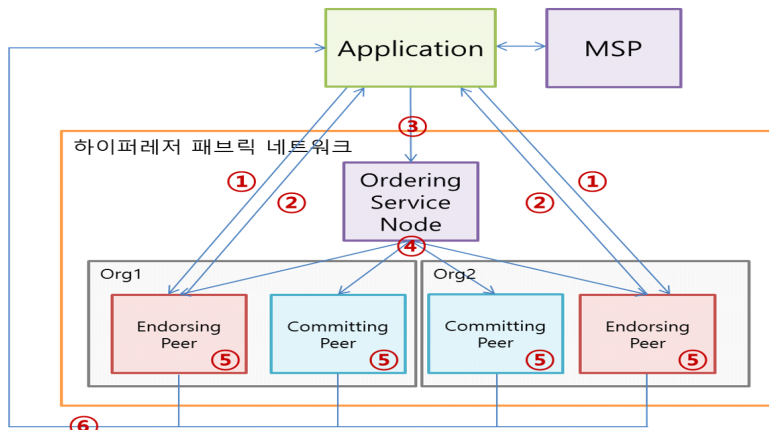 Application
MSP
③
하이퍼레저 패브릭 네트워크
①
②
Ordering
Service
Node
②
①
④
Org1
Org2
Endorsing
Peer
⑤
Committing
Peer
⑤
Committing
Peer
⑤
Endorsing
Peer
⑤
⑥